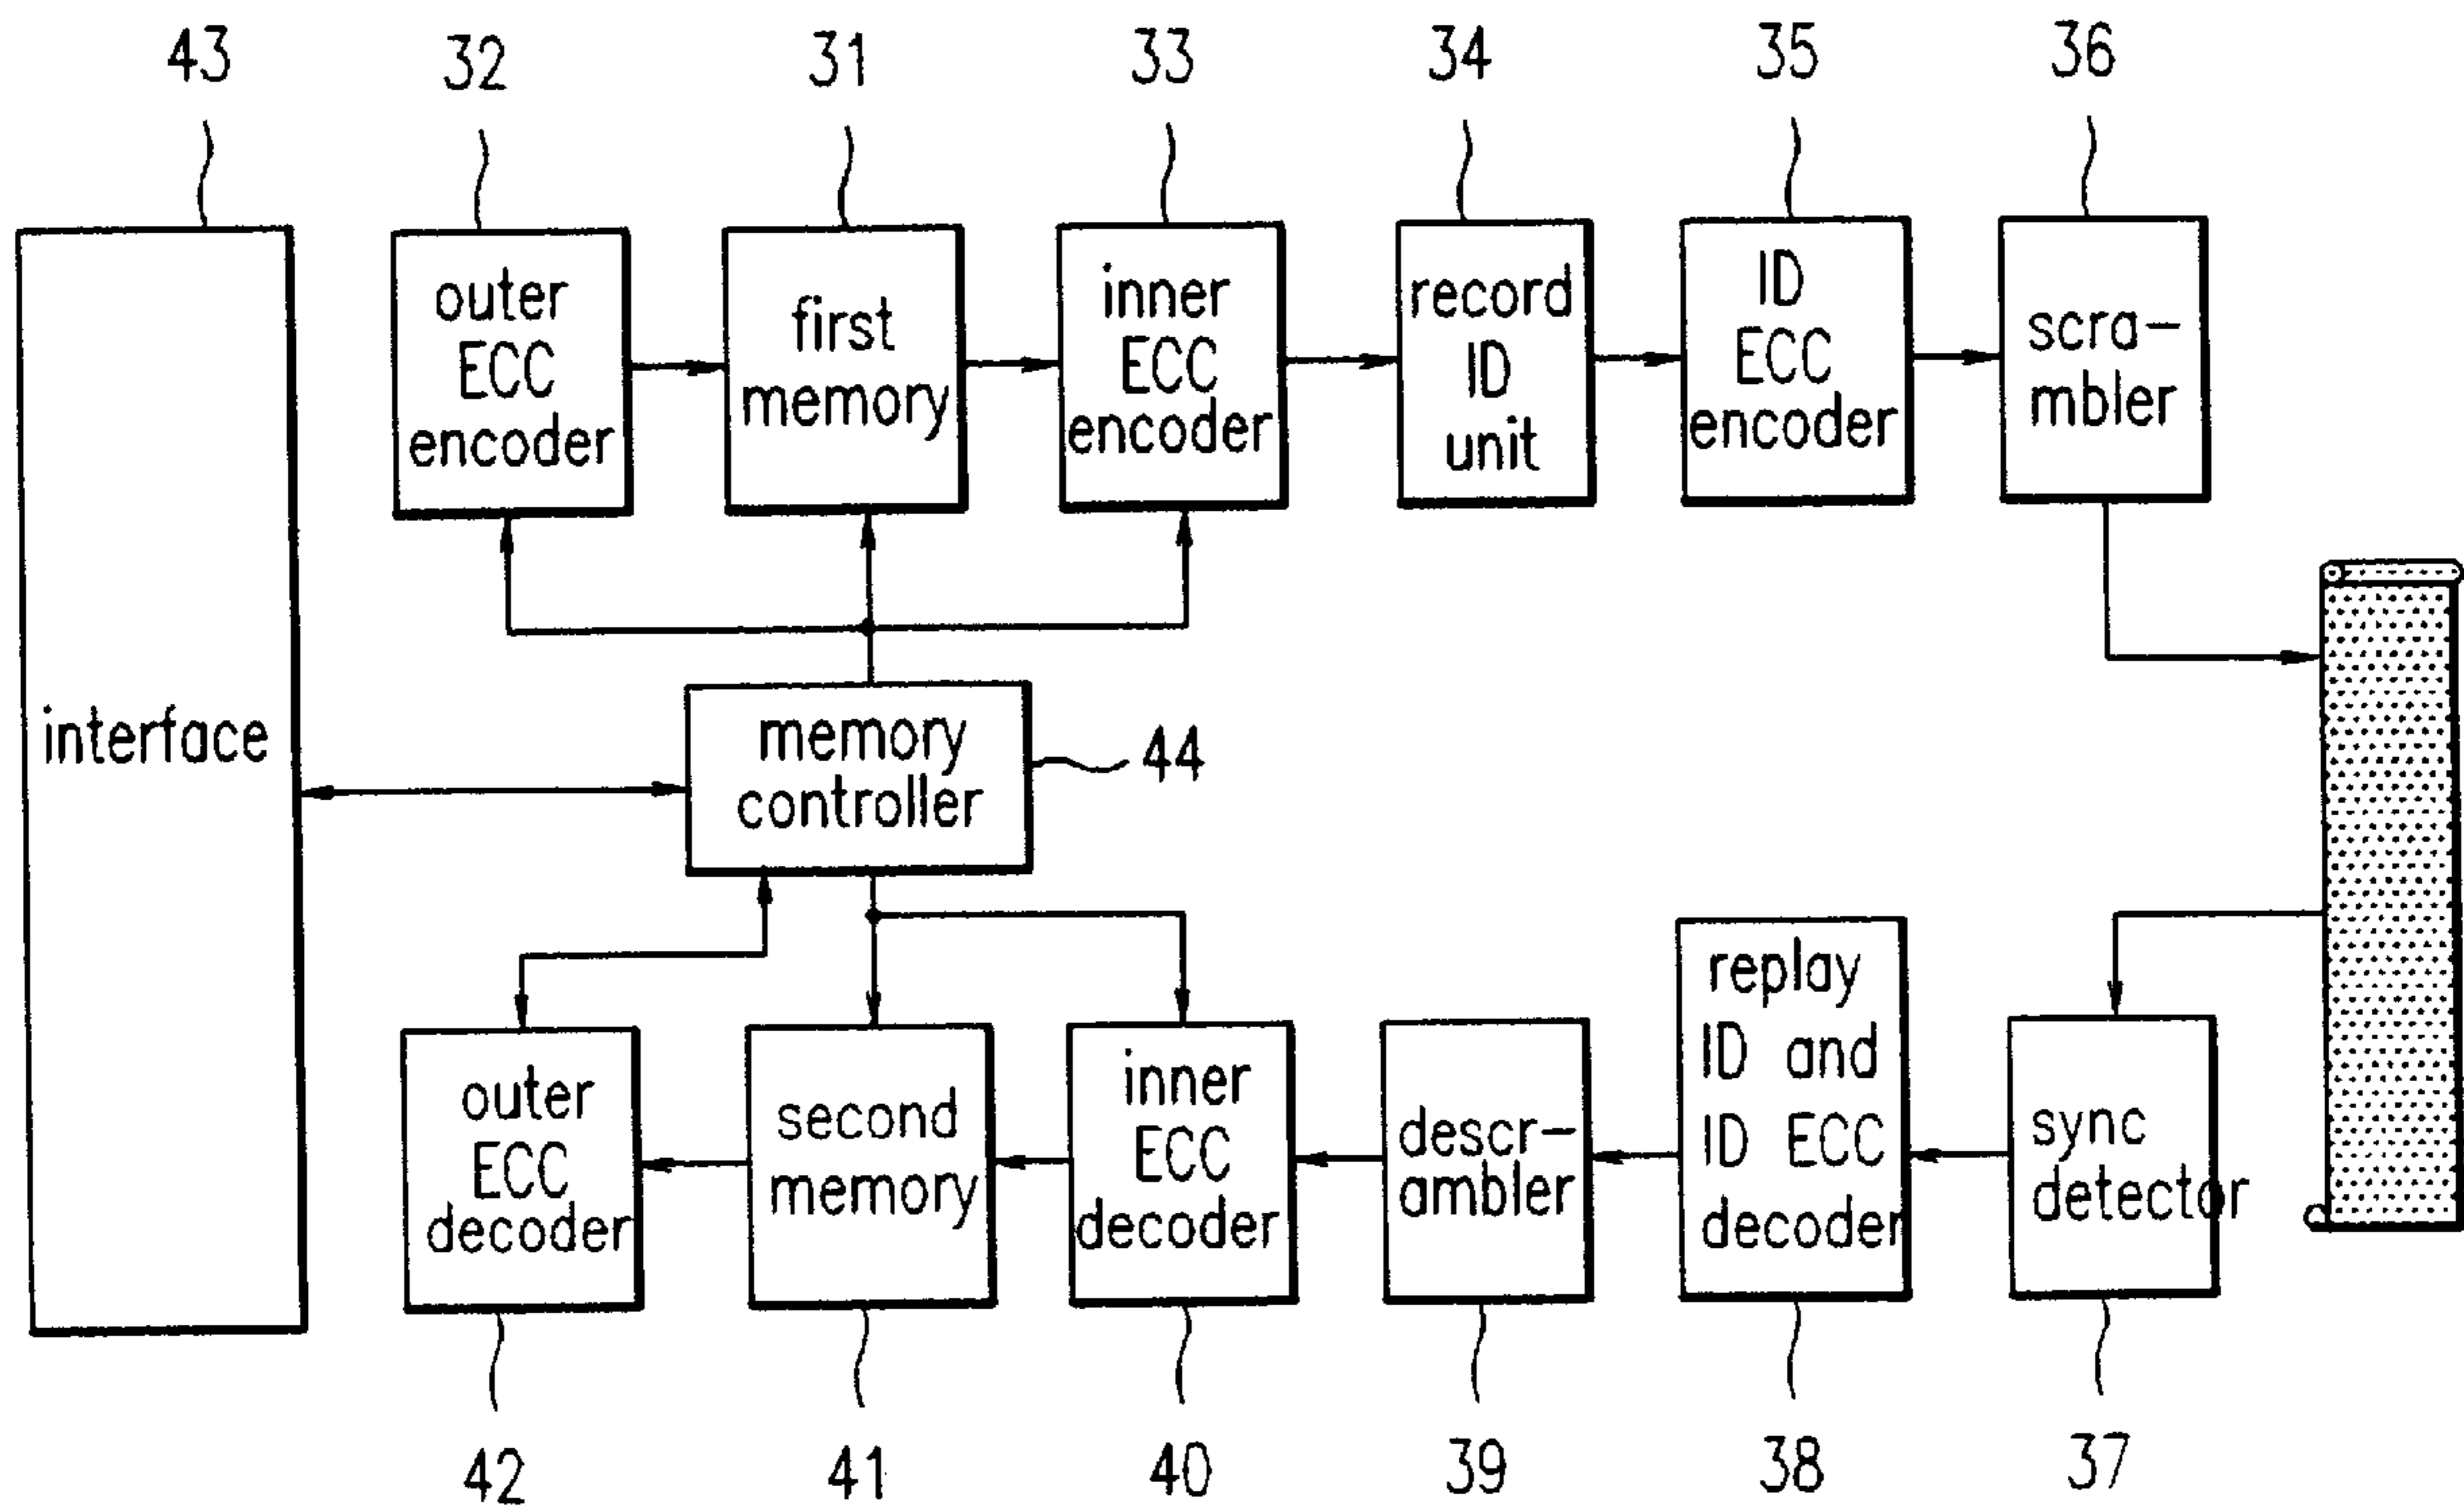 43
32
31
33
34
35
36
outer
ECC
encoder
first
memory
inner
ECC
encoder
record
ID
unit
ID
ECC
encoder
scra-
mbler
interface
memory
controller
44
outer
ECC
decoder
second
memory
inner
ECC
decoder
descr-
ambler
replay
ID and
ID ECC
decoder
sync
detector
42
41
40
39
38
37